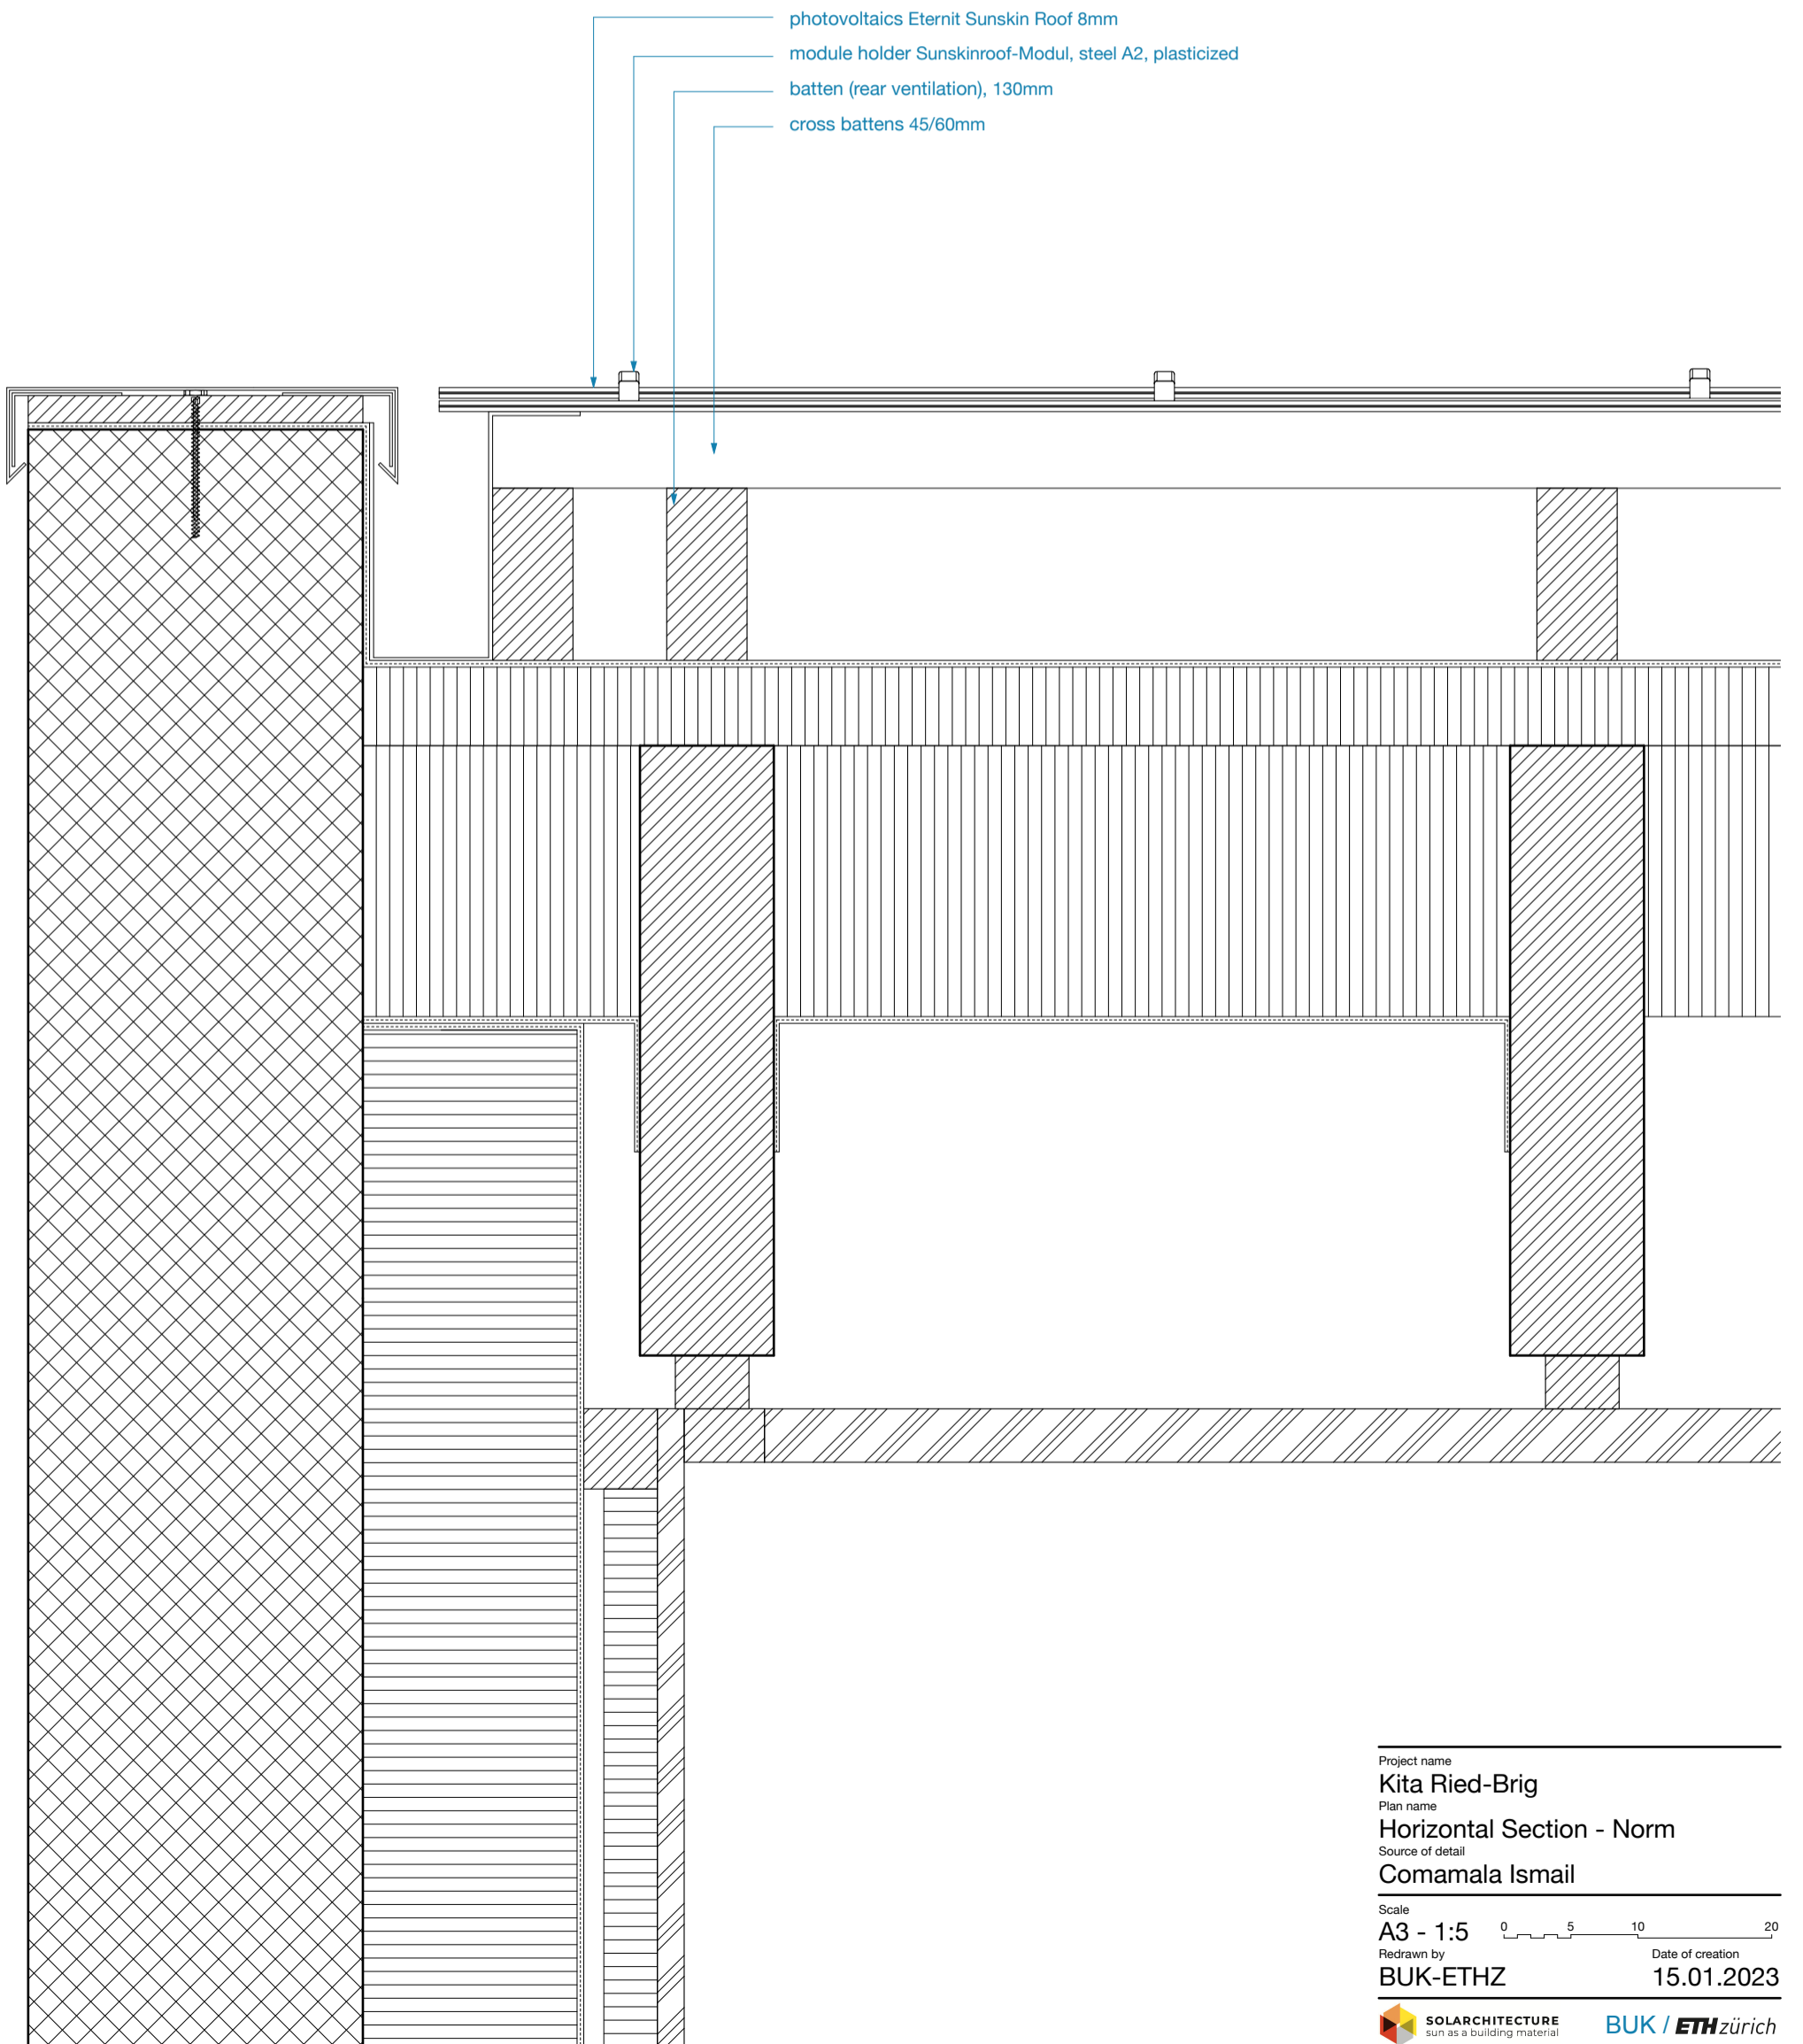 photovoltaics Eternit Sunskin Roof 8mm
module holder Sunskinroof-Modul, steel A2, plasticized
batten (rear ventilation), 130mm
cross battens 45/60mm
Project name
Kita Ried-Brig
Plan name
Horizontal Section - Norm
Source of detail
Comamala Ismail
Scale
A3 - 1:5
0 5 10 20
Redrawn by
BUK-ETHZ
Date of creation
15.01.2023
SOLARCHITECTURE
sun as a building material
BUK / ETH zürich